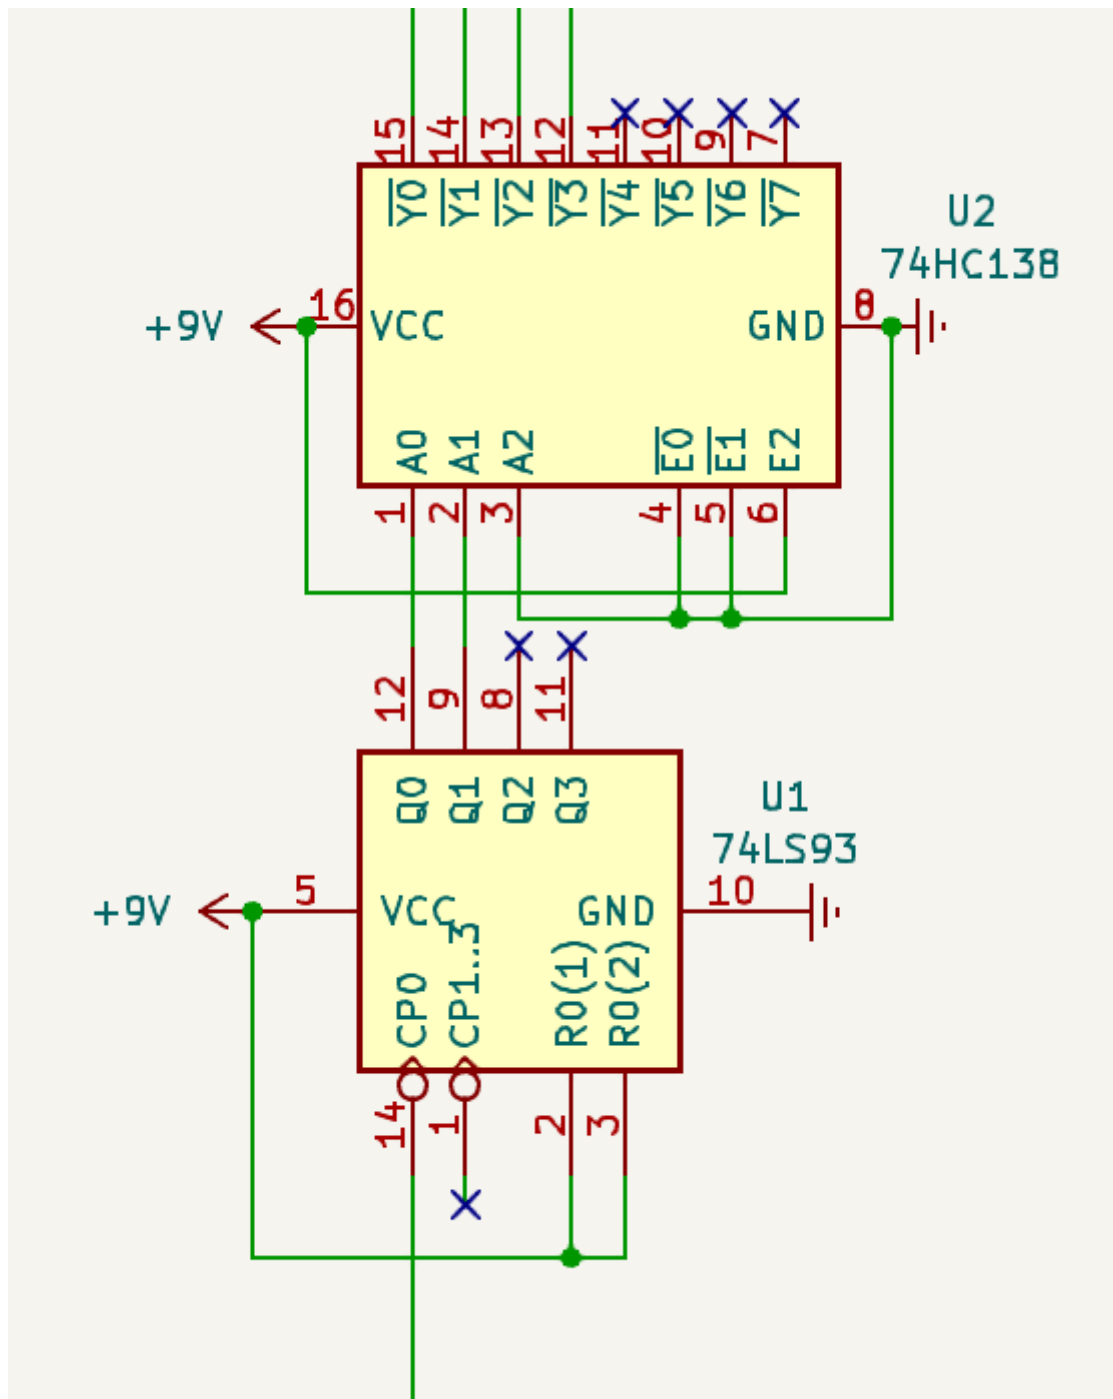 15 14 13 12 11 10 9 7
Y0 Y1 Y2 Y3 Y4 Y5 Y6 Y7
U2
74HC138
+9V 16 VCC GND 8
A0 A1 A2 E0 E1 E2
1 2 3 4 5 6
12 9 8 11
Q0 Q1 Q2 Q3
U1
74LS93
+9V 5 VCC GND 10
CP0 CP1..3 R0(1) R0(2)
14 1 2 3